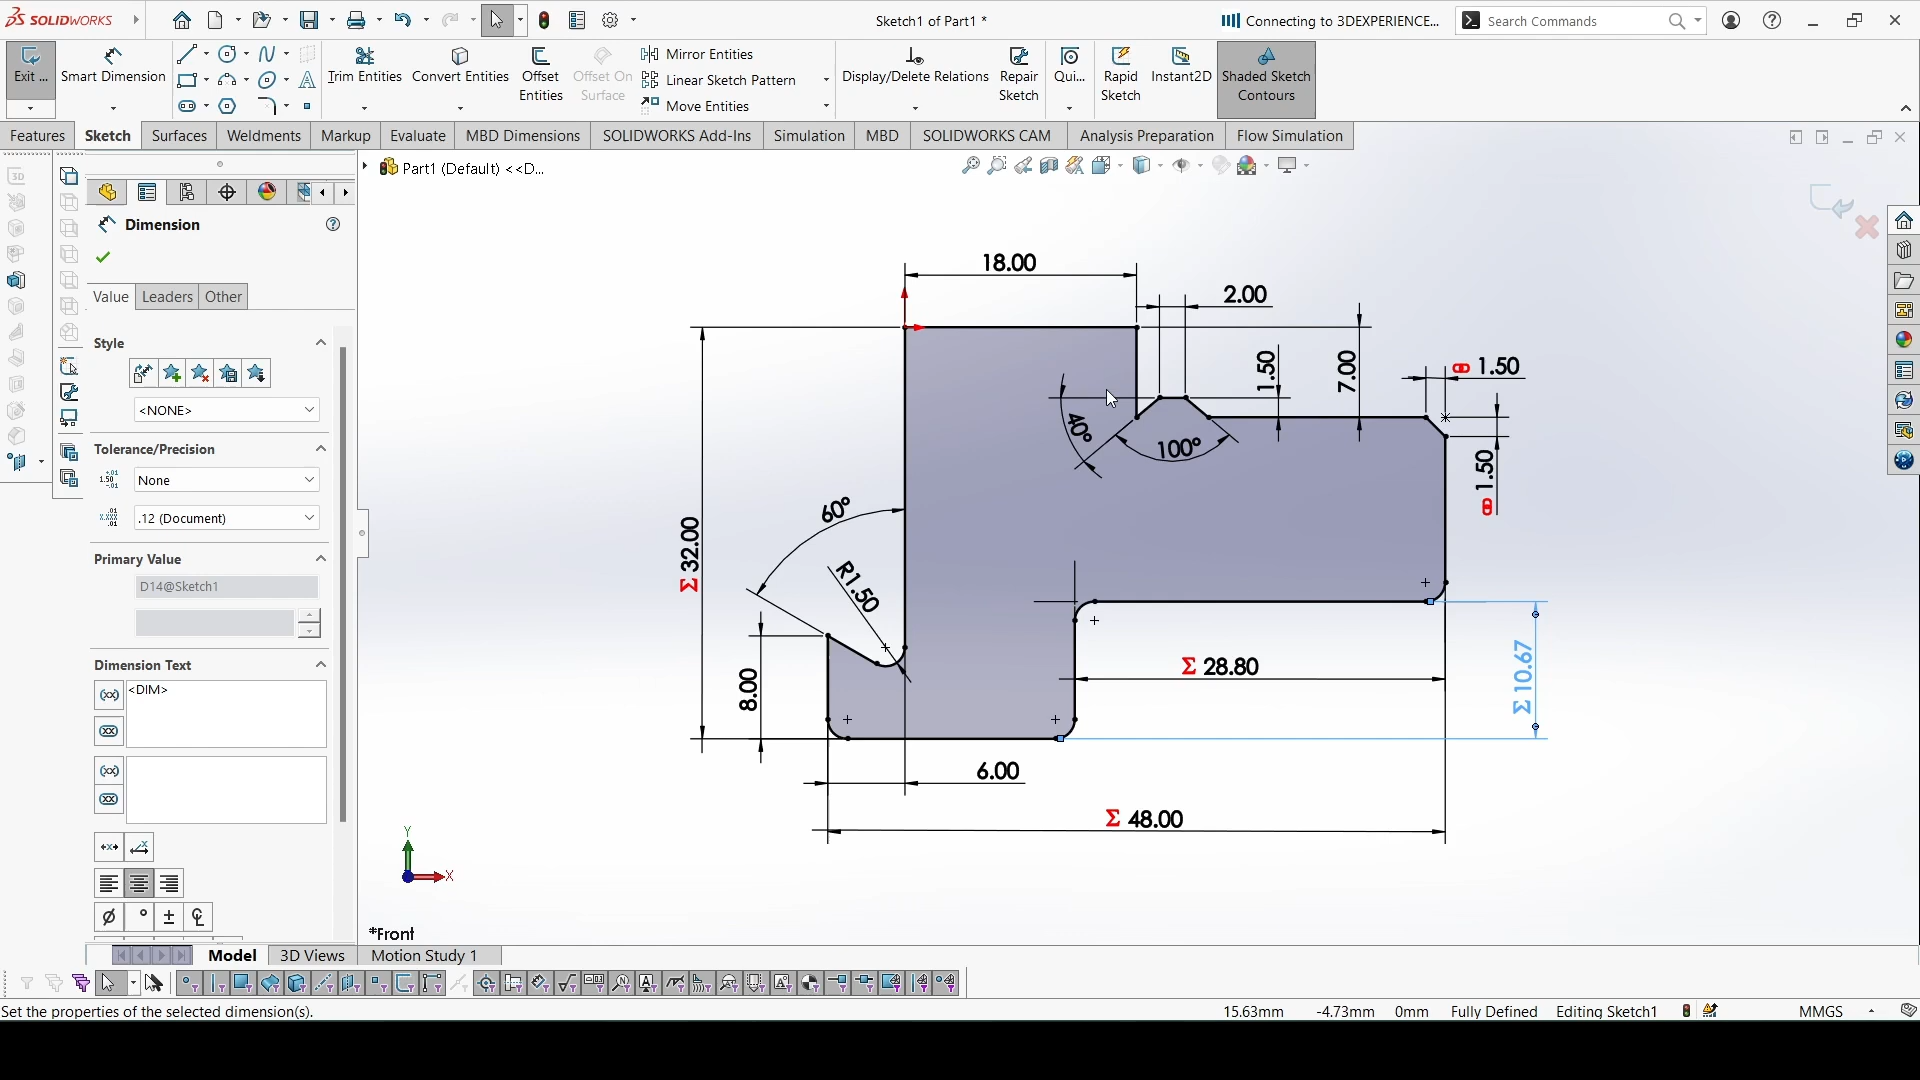 SOLIDWORKS
Sketch1 of Part1 *
Connecting to 3DEXPERIENCE...
Search Commands
Exit ...
Smart Dimension
Trim Entities
Convert Entities
Offset Entities
Offset On Surface
Mirror Entities
Linear Sketch Pattern
Move Entities
Display/Delete Relations
Repair Sketch
Qui...
Rapid Sketch
Instant2D
Shaded Sketch Contours
Features
Sketch
Surfaces
Weldments
Markup
Evaluate
MBD Dimensions
SOLIDWORKS Add-Ins
Simulation
MBD
SOLIDWORKS CAM
Analysis Preparation
Flow Simulation
Part1 (Default) <<D...
Dimension
Value
Leaders
Other
Style
<NONE>
Tolerance/Precision
None
.12 (Document)
Primary Value
D14@Sketch1
Dimension Text
<DIM>
18.00
2.00
1.50
7.00
1.50
40°
100°
1.50
60°
R1.50
Σ 32.00
8.00
Σ 28.80
Σ 10.67
6.00
Σ 48.00
Y
X
*Front
Model
3D Views
Motion Study 1
Set the properties of the selected dimension(s).
15.63mm
-4.73mm
0mm
Fully Defined
Editing Sketch1
MMGS